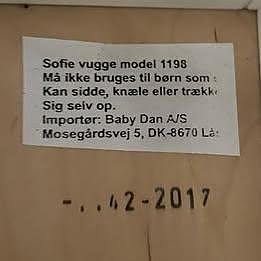 Sofie vugge model 1198
Må ikke bruges til børn som
Kan sidde, knæle eller trække
Sig selv op.
Importør: Baby Dan A/S
Mosegårdsvej 5, DK-8670
-..42-2017